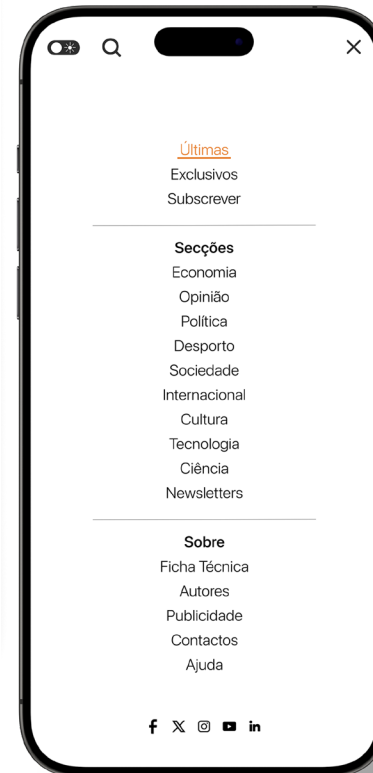 Últimas
Exclusivos
Subscrever
Secções
Economia
Opinião
Política
Desporto
Sociedade
Internacional
Cultura
Tecnologia
Ciência
Newsletters
Sobre
Ficha Técnica
Autores
Publicidade
Contactos
Ajuda